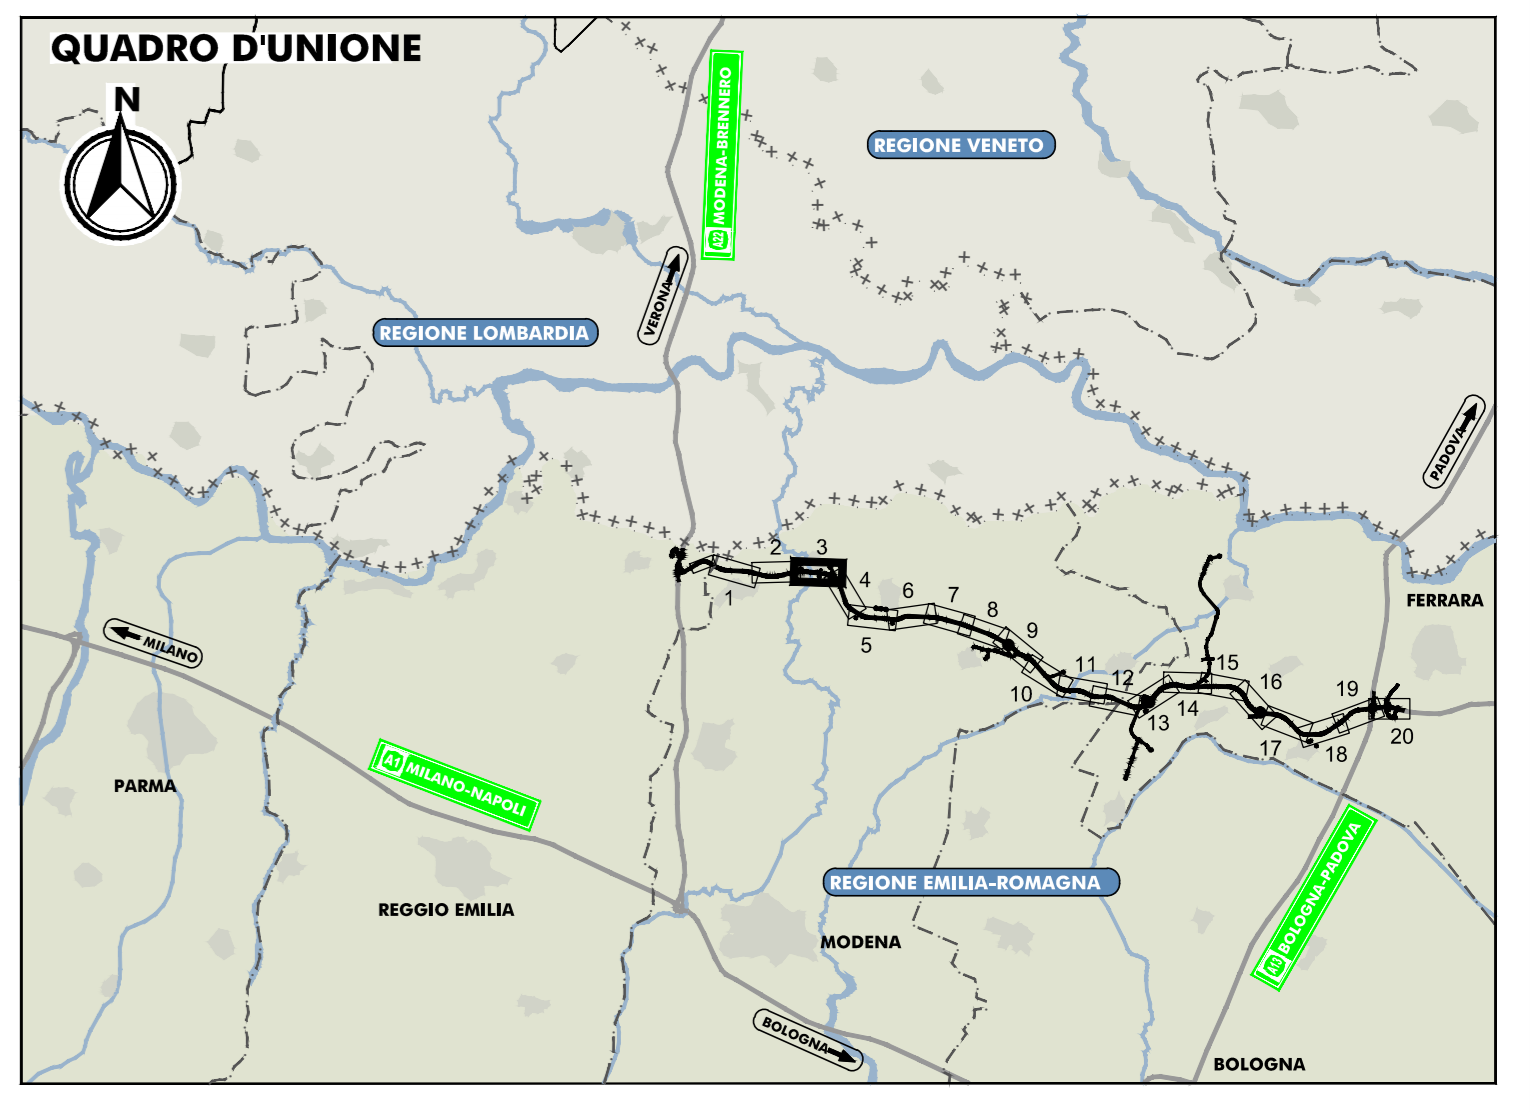 QUADRO D'UNIONE
N
A22 MODENA-BRENNERO
REGIONE VENETO
VERONA
REGIONE LOMBARDIA
PADOVA
2
3
1
4
5
6
7
8
9
10
11
12
13
14
15
16
17
18
19
20
FERRARA
MILANO
PARMA
A1 MILANO-NAPOLI
REGIONE EMILIA-ROMAGNA
A13 BOLOGNA-PADOVA
REGGIO EMILIA
MODENA
BOLOGNA
BOLOGNA